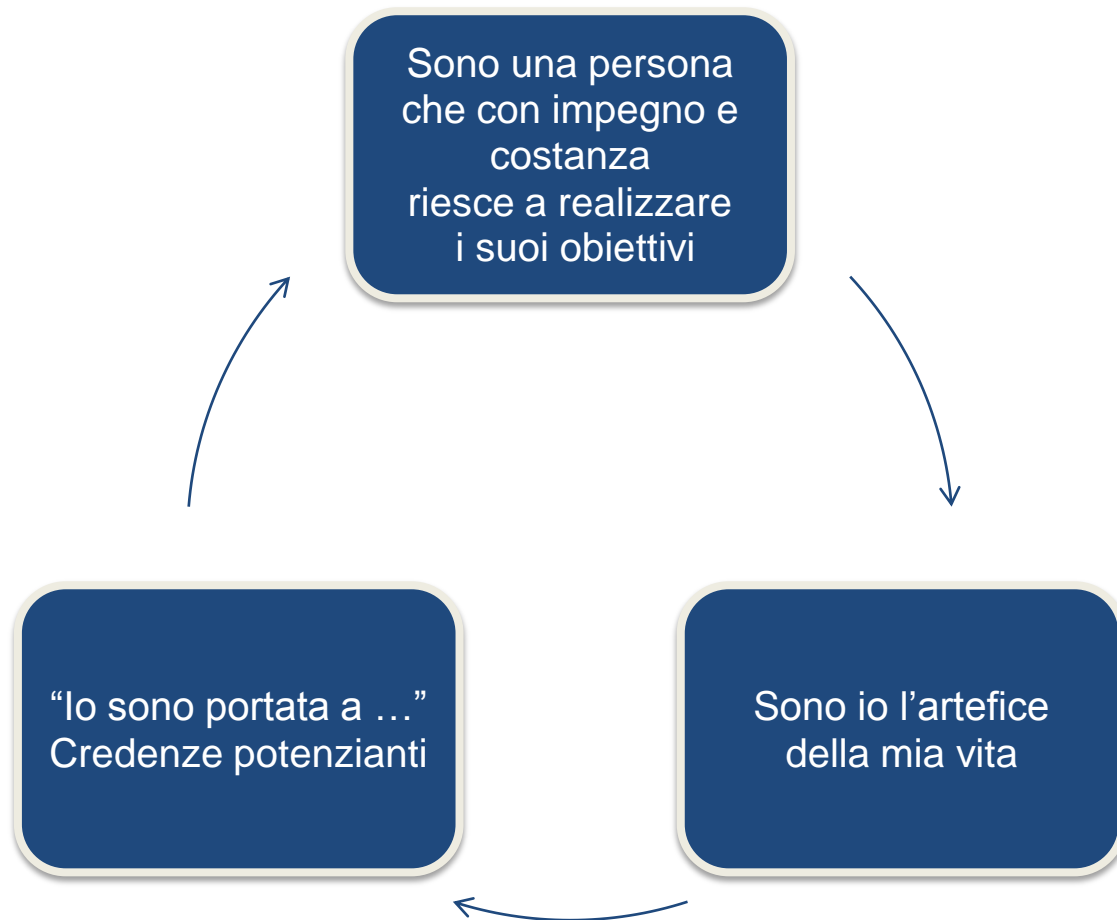 Sono una persona
che con impegno e
costanza
riesce a realizzare
i suoi obiettivi
“Io sono portata a …”
Credenze potenzianti
Sono io l’artefice
della mia vita